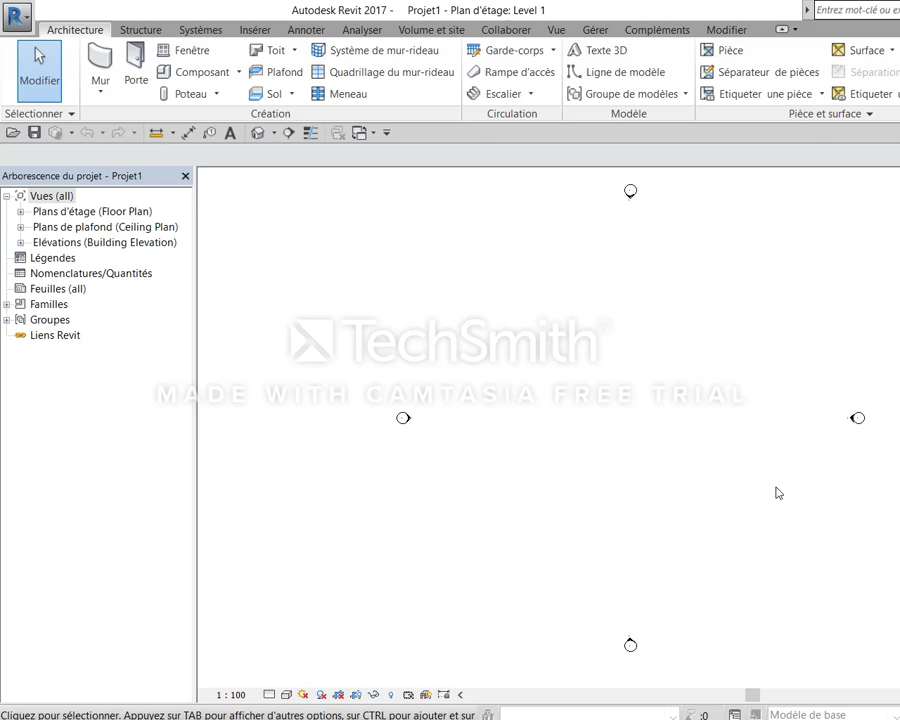 Autodesk Revit 2017 - Projet1 - Plan d'étage: Level 1
Entrez mot-clé ou ex
Architecture Structure Systèmes Insérer Annoter Analyser Volume et site Collaborer Vue Gérer Compléments Modifier
Modifier
Mur
Porte
Fenêtre
Composant
Poteau
Toit
Plafond
Sol
Système de mur-rideau
Quadrillage du mur-rideau
Meneau
Garde-corps
Rampe d'accès
Escalier
Texte 3D
Ligne de modèle
Groupe de modèles
Pièce
Séparateur de pièces
Etiqueter une pièce
Surface
Séparation
Etiqueter
Sélectionner
Création
Circulation
Modèle
Pièce et surface
Arborescence du projet - Projet1
Vues (all)
Plans d'étage (Floor Plan)
Plans de plafond (Ceiling Plan)
Elévations (Building Elevation)
Légendes
Nomenclatures/Quantités
Feuilles (all)
Familles
Groupes
Liens Revit
TechSmith®
MADE WITH CAMTASIA FREE TRIAL
1 : 100
Cliquez pour sélectionner. Appuyez sur TAB pour afficher d'autres options, sur CTRL pour ajouter et sur
:0
Modèle de base